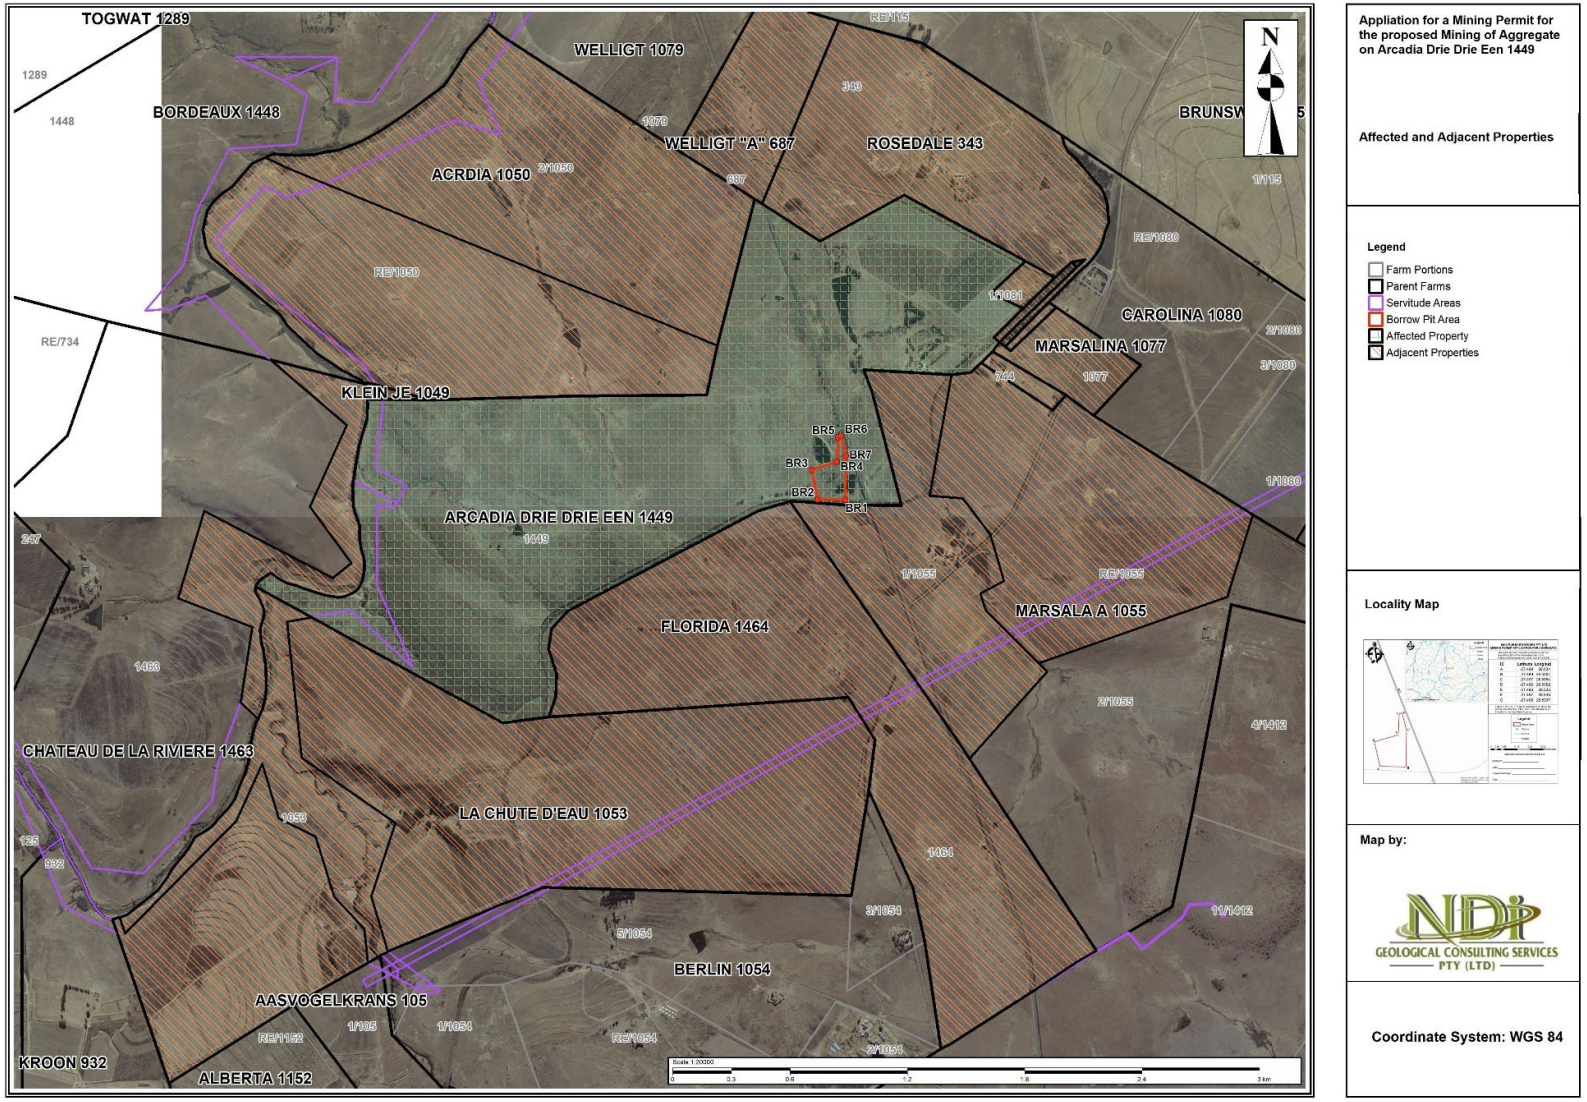 TOGWAT 1289
RE/115
WELLIGT 1079
1289
343
BORDEAUX 1448
BRUNSW
5
N
1448
1079
WELLIGT "A" 687
ROSEDALE 343
ACRDIA 1050
2/1050
687
1/115
RE/1080
RE/1050
1/1081
CAROLINA 1080
2/1080
RE/734
MARSALINA 1077
3/1080
744
1077
KLEIN JE 1049
BR5
BR6
BR3
BR7
BR4
BR2
BR1
1/1080
ARCADIA DRIE DRIE EEN 1449
1449
247
1/1055
RE/1055
MARSALA A 1055
FLORIDA 1464
1463
2/1055
4/1412
CHATEAU DE LA RIVIERE 1463
LA CHUTE D'EAU 1053
1053
125
932
1464
3/1054
11/1412
5/1054
BERLIN 1054
AASVOGELKRANS 105
1/105
1/1054
RE/1152
RE/1054
2/1054
KROON 932
ALBERTA 1152
Scale 1:20000
0
0.3
0.6
1.2
1.8
2.4
3 km
Appliation for a Mining Permit for
the proposed Mining of Aggregate
on Arcadia Drie Drie Een 1449
Affected and Adjacent Properties
Legend
Farm Portions
Parent Farms
Servitude Areas
Borrow Pit Area
Affected Property
Adjacent Properties
Locality Map
Map by:
NDi
GEOLOGICAL CONSULTING SERVICES
PTY (LTD)
Coordinate System: WGS 84